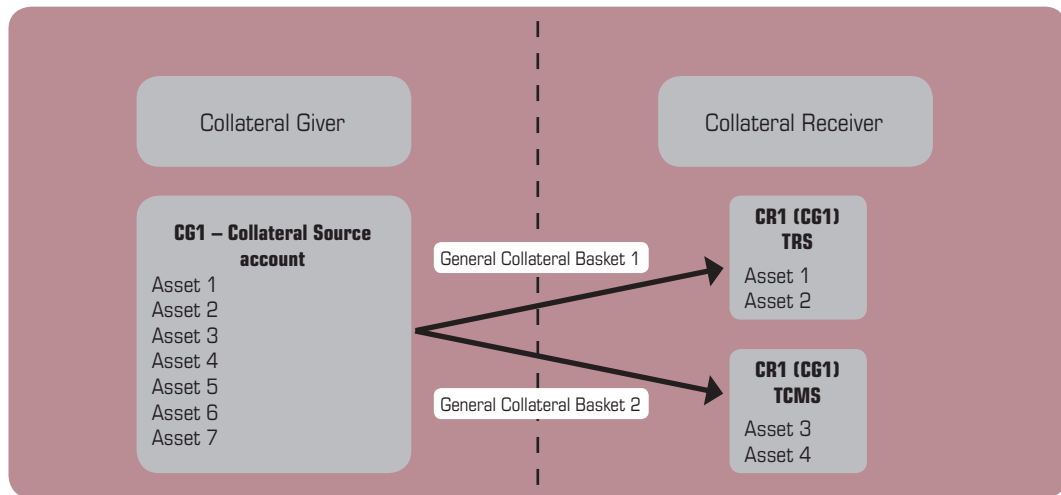 Collateral Giver
Collateral Receiver
CG1 – Collateral Source
account
Asset 1
Asset 2
Asset 3
Asset 4
Asset 5
Asset 6
Asset 7
General Collateral Basket 1
General Collateral Basket 2
CR1 (CG1)
TRS
Asset 1
Asset 2
CR1 (CG1)
TCMS
Asset 3
Asset 4